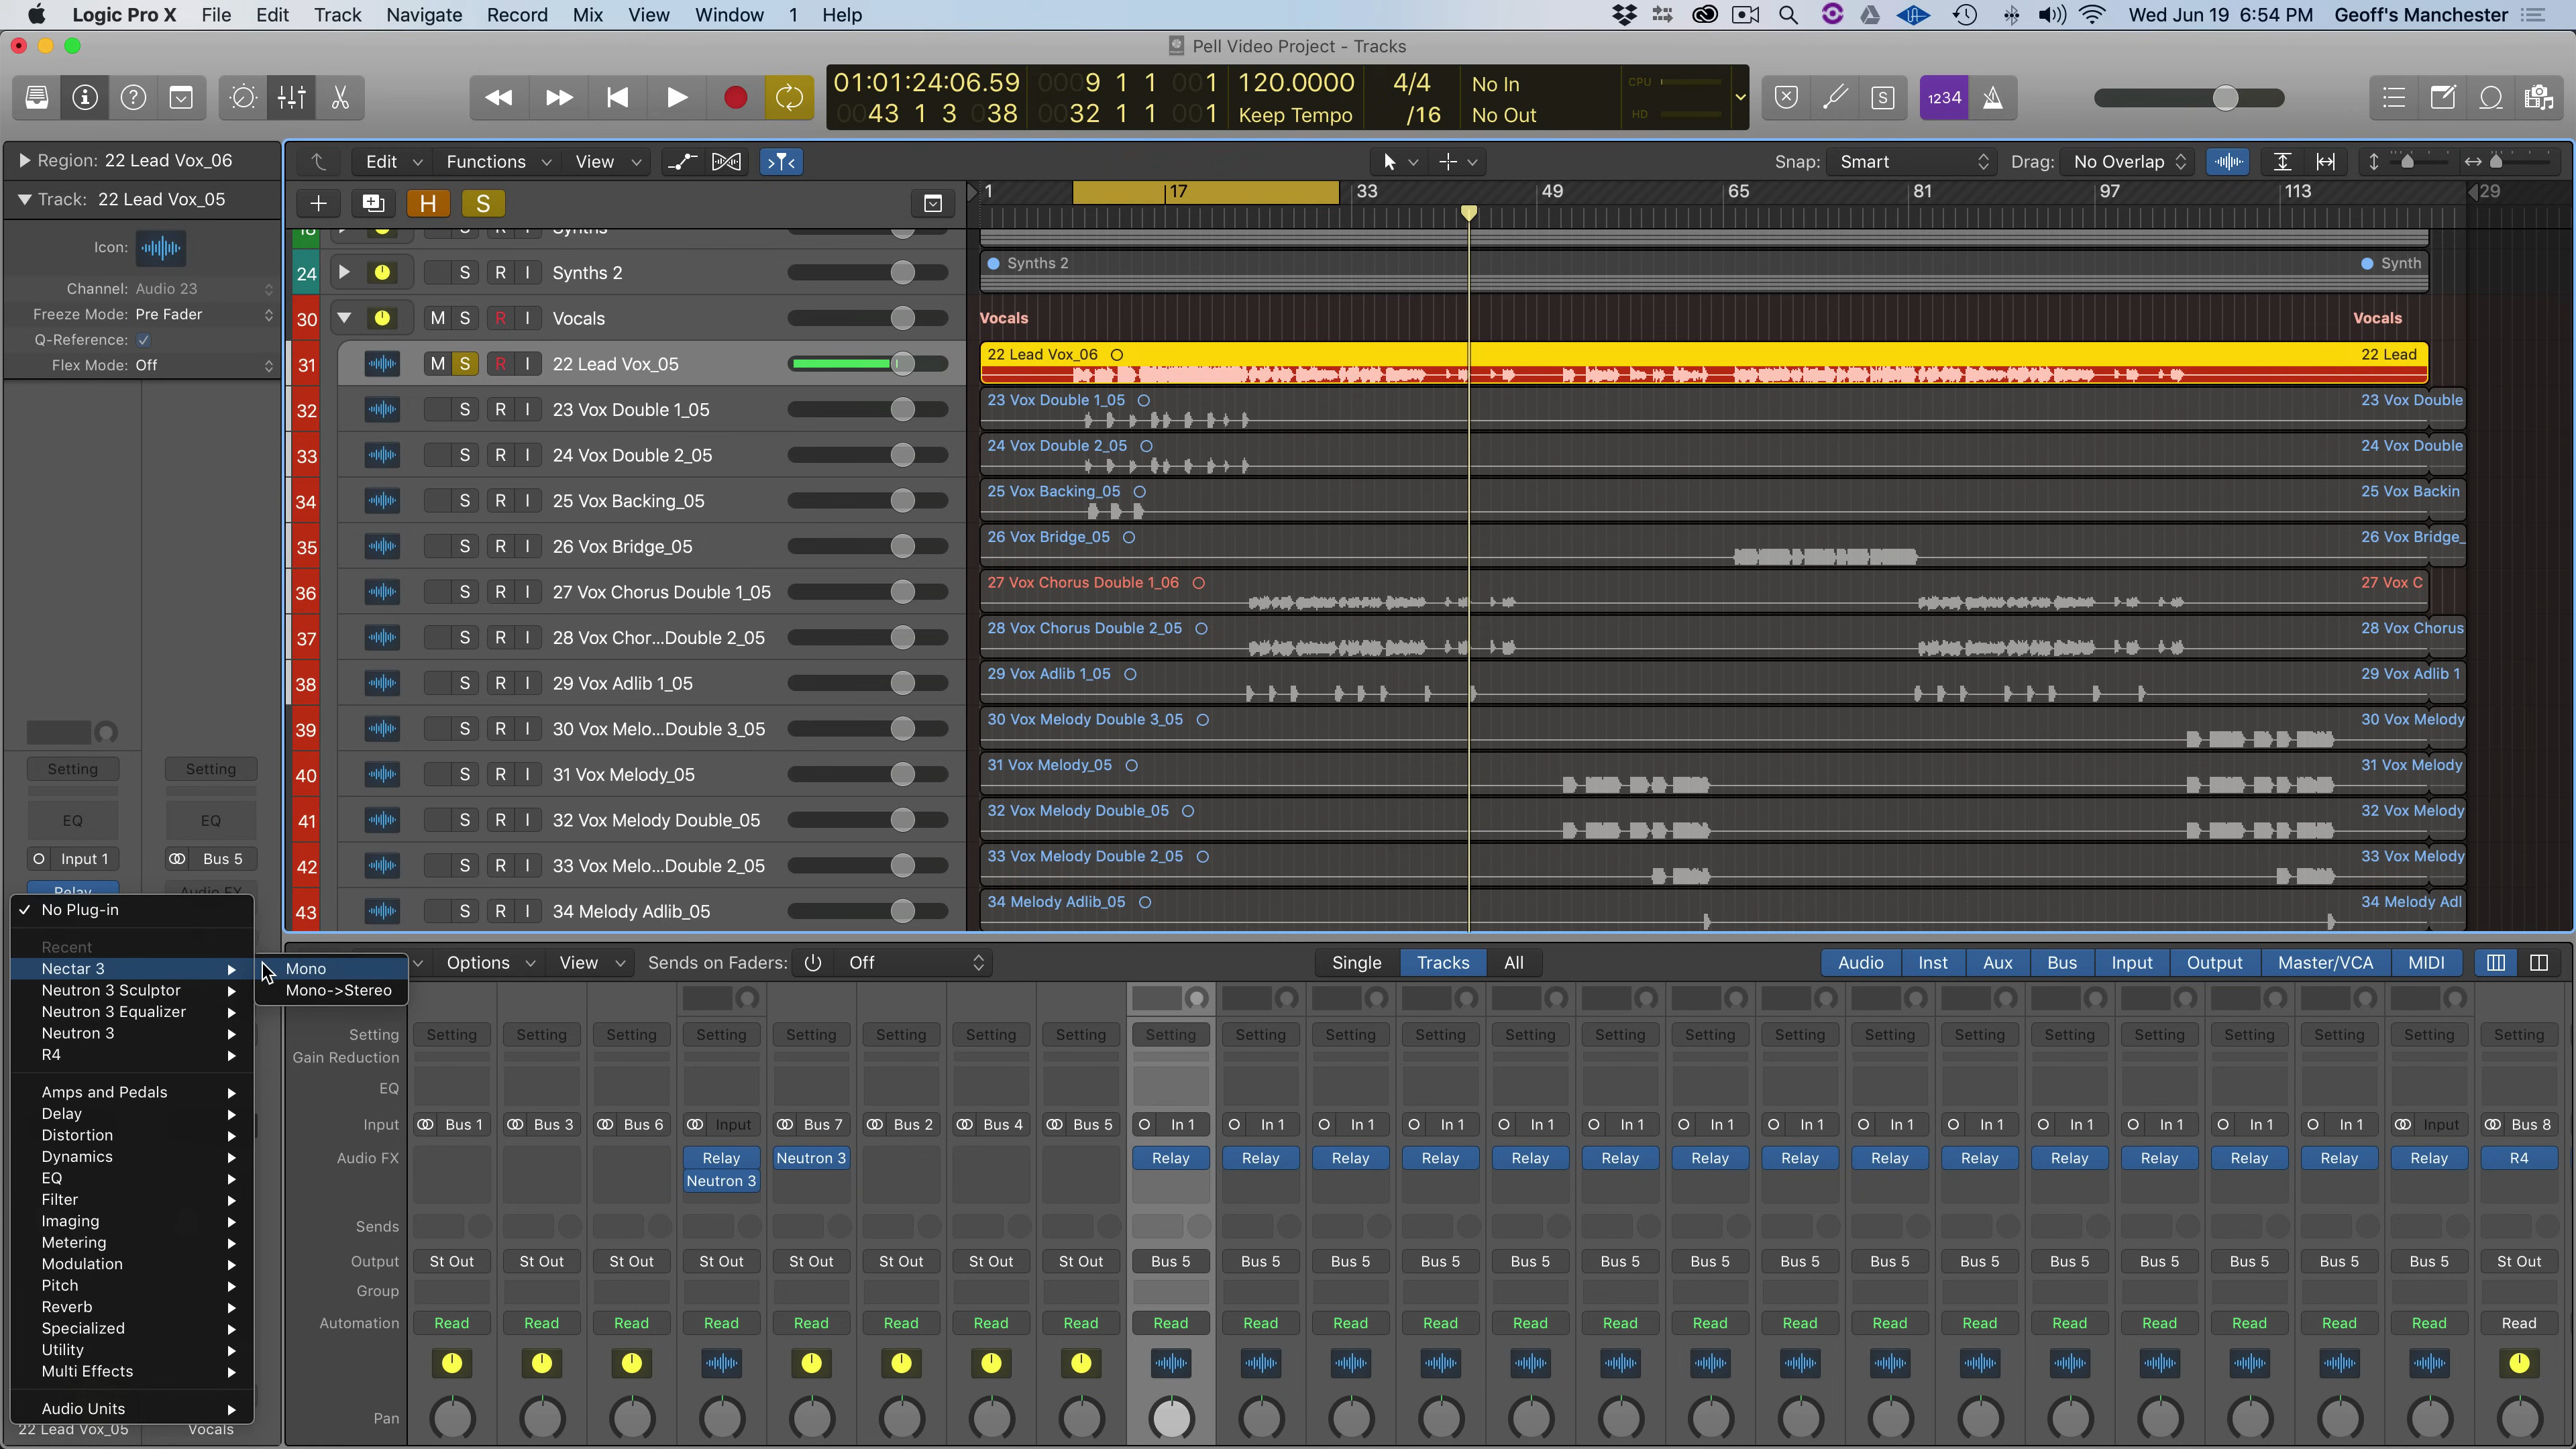 Logic Pro X File Edit Track Navigate Record Mix View Window 1 Help Wed Jun 19 6:54 PM Geoff's Manchester
Pell Video Project - Tracks
01:01:24:06.59 0009 1 1 001 120.0000 4/4 No In CPU
0043 1 3 038 0032 1 1 001 Keep Tempo /16 No Out HD
S 1234
Region: 22 Lead Vox_06
Track: 22 Lead Vox_05
Icon:
Channel: Audio 23
Freeze Mode: Pre Fader
Q-Reference:
Flex Mode: Off
Edit Functions View Snap: Smart Drag: No Overlap
H S 1 17 33 49 65 81 97 113 29
18 S R I Synths
24 S R I Synths 2 Synths 2 Synth
30 M S R I Vocals Vocals Vocals
31 M S R I 22 Lead Vox_05 22 Lead Vox_06 22 Lead
32 S R I 23 Vox Double 1_05 23 Vox Double 1_05 23 Vox Double
33 S R I 24 Vox Double 2_05 24 Vox Double 2_05 24 Vox Double
34 S R I 25 Vox Backing_05 25 Vox Backing_05 25 Vox Backin
35 S R I 26 Vox Bridge_05 26 Vox Bridge_05 26 Vox Bridge_
36 S R I 27 Vox Chorus Double 1_05 27 Vox Chorus Double 1_06 27 Vox C
37 S R I 28 Vox Chor...Double 2_05 28 Vox Chorus Double 2_05 28 Vox Chorus
38 S R I 29 Vox Adlib 1_05 29 Vox Adlib 1_05 29 Vox Adlib 1
39 S R I 30 Vox Melo...Double 3_05 30 Vox Melody Double 3_05 30 Vox Melody
40 S R I 31 Vox Melody_05 31 Vox Melody_05 31 Vox Melody
41 S R I 32 Vox Melody Double_05 32 Vox Melody Double_05 32 Vox Melody
42 S R I 33 Vox Melo...Double 2_05 33 Vox Melody Double 2_05 33 Vox Melody
43 S R I 34 Melody Adlib_05 34 Melody Adlib_05 34 Melody Adl
Setting Setting
EQ EQ
Input 1 Bus 5
Relay Audio FX
No Plug-in
Recent
Nectar 3
Neutron 3 Sculptor
Neutron 3 Equalizer
Neutron 3
R4
Amps and Pedals
Delay
Distortion
Dynamics
EQ
Filter
Imaging
Metering
Modulation
Pitch
Reverb
Specialized
Utility
Multi Effects
Audio Units
22 Lead Vox_05 Vocals
Mono
Mono->Stereo
Options View Sends on Faders: Off Single Tracks All Audio Inst Aux Bus Input Output Master/VCA MIDI
Setting Setting Setting Setting Setting Setting Setting Setting Setting Setting Setting Setting Setting Setting Setting Setting Setting Setting Setting Setting Setting Setting Setting Setting Setting
Gain Reduction
EQ
Input Bus 1 Bus 3 Bus 6 Input Bus 7 Bus 2 Bus 4 Bus 5 In 1 In 1 In 1 In 1 In 1 In 1 In 1 In 1 In 1 In 1 In 1 In 1 In 1 In 1 Input Bus 8
Audio FX Relay Neutron 3 Relay Relay Relay Relay Relay Relay Relay Relay Relay Relay Relay Relay Relay Relay Relay R4
Neutron 3
Sends
Output St Out St Out St Out St Out St Out St Out St Out St Out Bus 5 Bus 5 Bus 5 Bus 5 Bus 5 Bus 5 Bus 5 Bus 5 Bus 5 Bus 5 Bus 5 Bus 5 Bus 5 Bus 5 Bus 5 St Out
Group
Automation Read Read Read Read Read Read Read Read Read Read Read Read Read Read Read Read Read Read Read Read Read Read Read Read
Pan